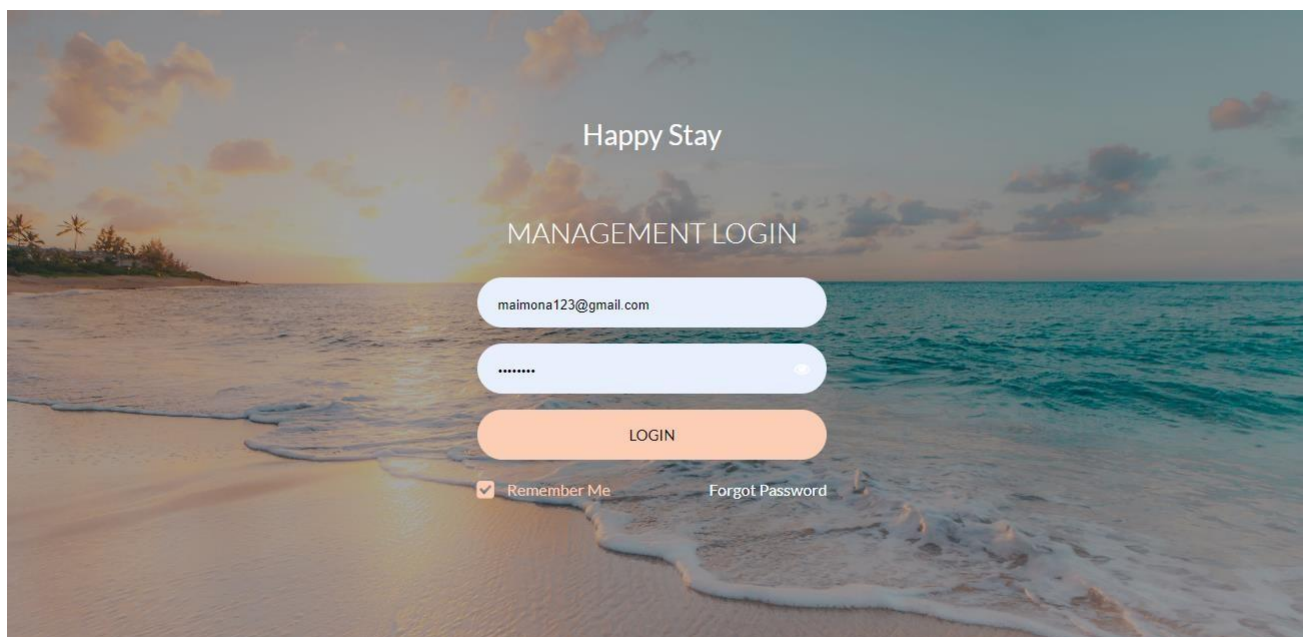 Happy Stay
MANAGEMENT LOGIN
maimona123@gmail.com
••••••••
LOGIN
Remember Me Forgot Password